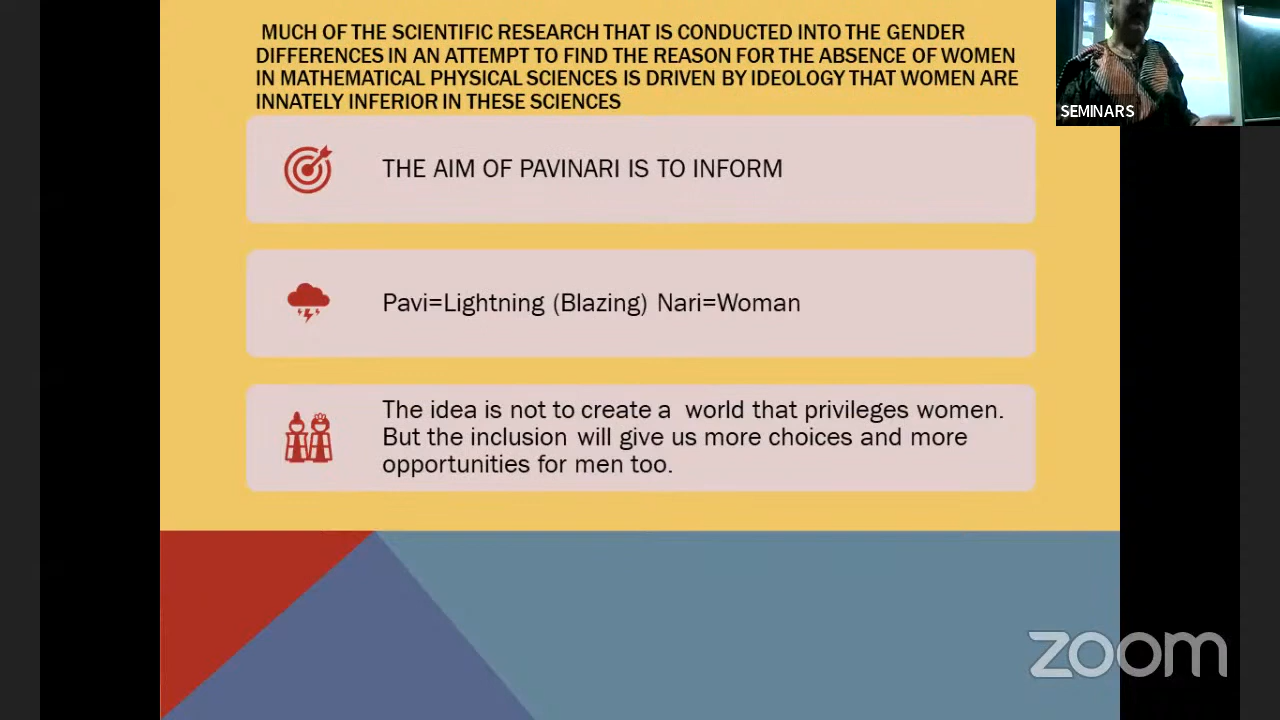 MUCH OF THE SCIENTIFIC RESEARCH THAT IS CONDUCTED INTO THE GENDER
DIFFERENCES IN AN ATTEMPT TO FIND THE REASON FOR THE ABSENCE OF WOMEN
IN MATHEMATICAL PHYSICAL SCIENCES IS DRIVEN BY IDEOLOGY THAT WOMEN ARE
INNATELY INFERIOR IN THESE SCIENCES
SEMINARS
THE AIM OF PAVINARI IS TO INFORM
Pavi=Lightning (Blazing) Nari=Woman
The idea is not to create a world that privileges women.
But the inclusion will give us more choices and more
opportunities for men too.
zoom